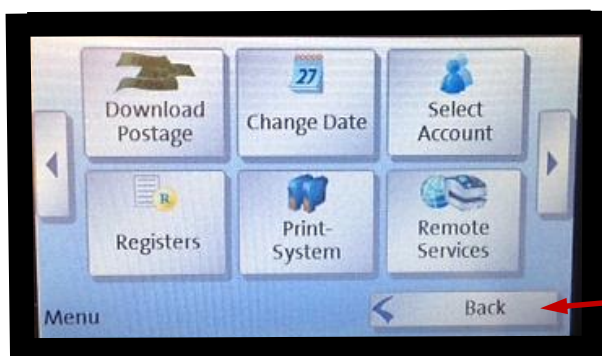 27
Download
Postage
Change Date
Select
Account
R
Registers
Print-
System
Remote
Services
Menu
Back